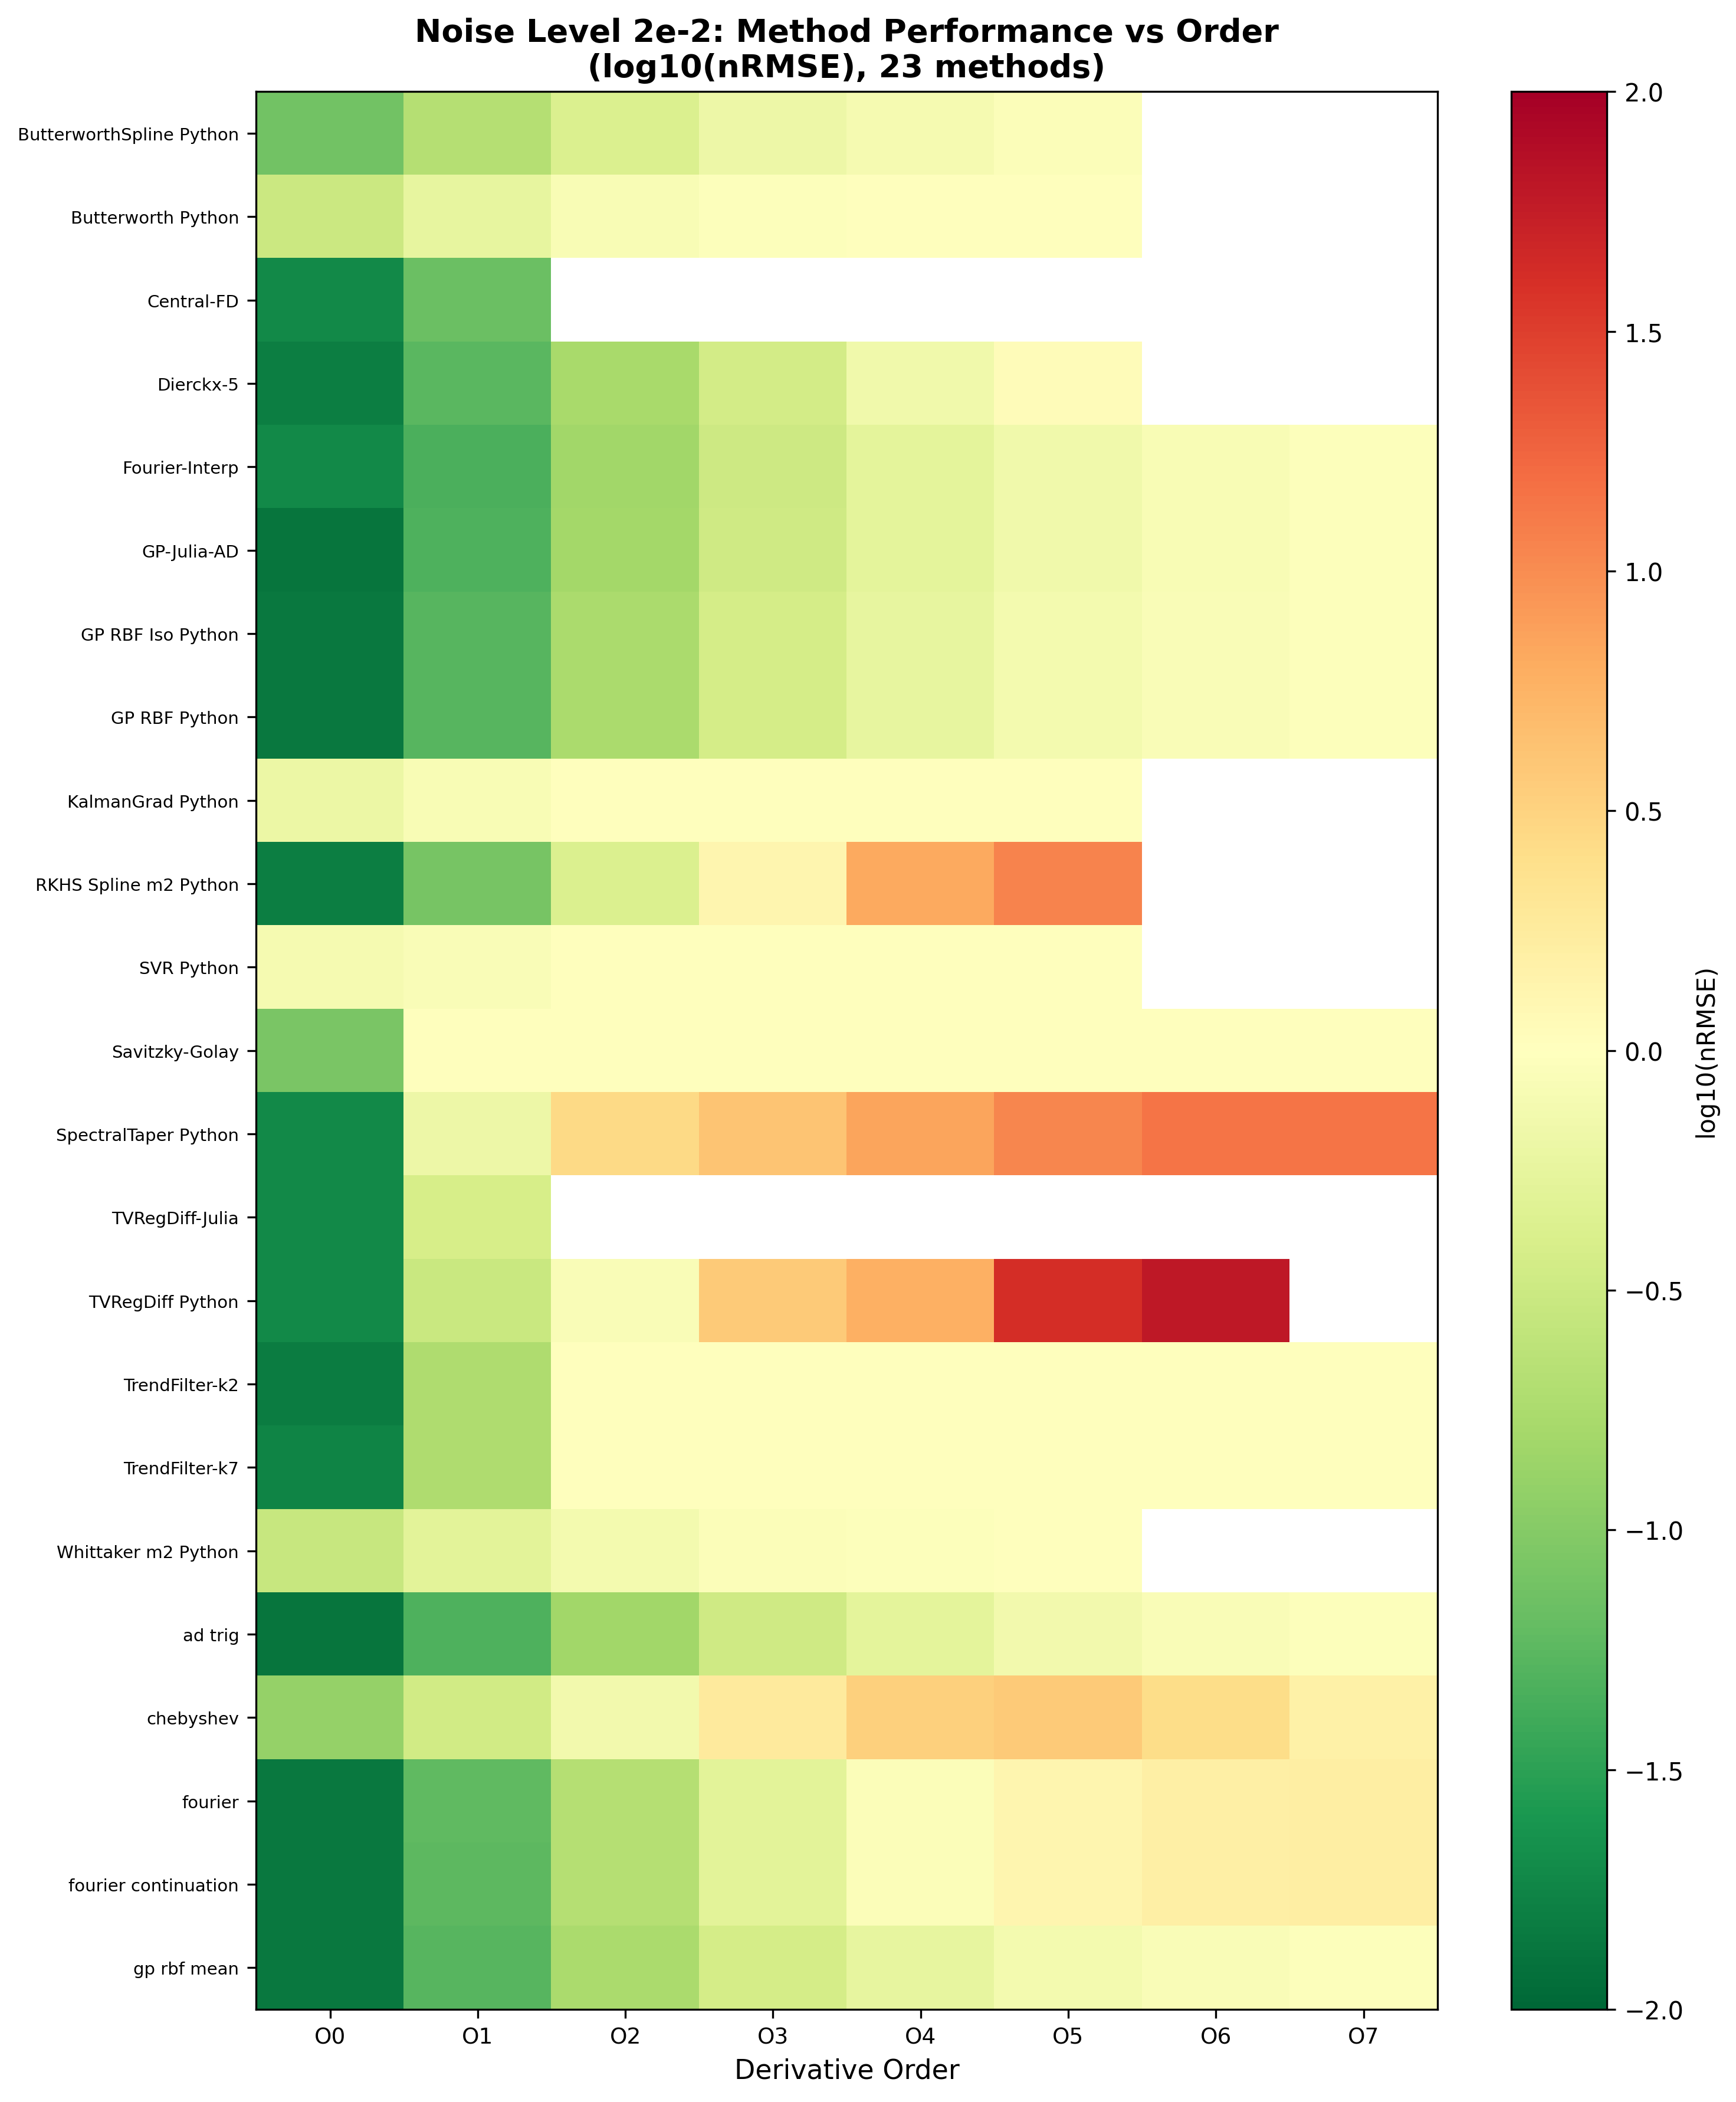 Noise Level 2e-2: Method Performance vs Order
(log10(nRMSE), 23 methods)
ButterworthSpline Python
Butterworth Python
Central-FD
Dierckx-5
Fourier-Interp
GP-Julia-AD
GP RBF Iso Python
GP RBF Python
KalmanGrad Python
RKHS Spline m2 Python
SVR Python
Savitzky-Golay
SpectralTaper Python
TVRegDiff-Julia
TVRegDiff Python
TrendFilter-k2
TrendFilter-k7
Whittaker m2 Python
ad trig
chebyshev
fourier
fourier continuation
gp rbf mean
O0 O1 O2 O3 O4 O5 O6 O7
Derivative Order
2.0
1.5
1.0
0.5
0.0
−0.5
−1.0
−1.5
−2.0
log10(nRMSE)